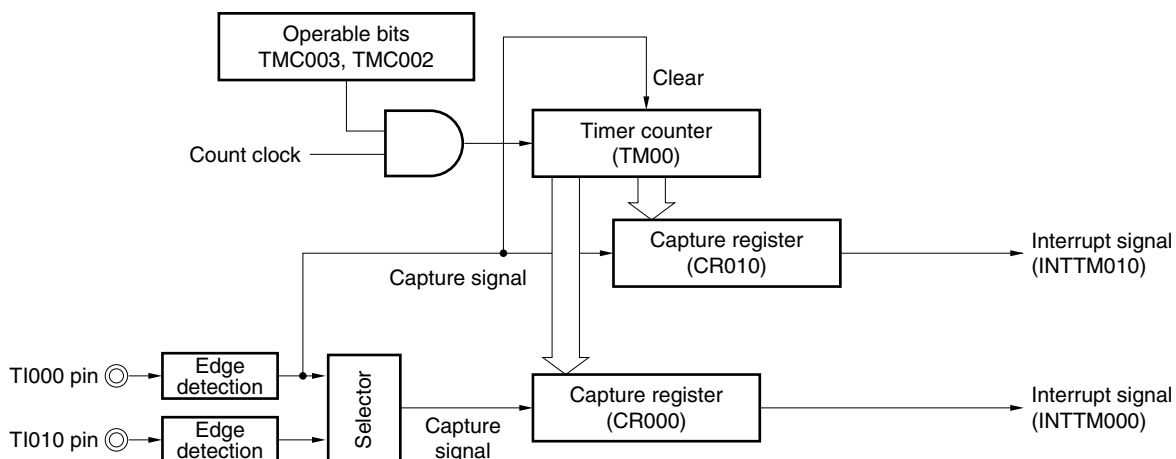 Operable bits
TMC003, TMC002
Clear
Timer counter
(TM00)
Count clock
Capture register
(CR010)
Interrupt signal
(INTTM010)
Capture signal
TI000 pin
Edge
detection
Selector
Capture register
(CR000)
Interrupt signal
(INTTM000)
TI010 pin
Edge
detection
Capture
signal